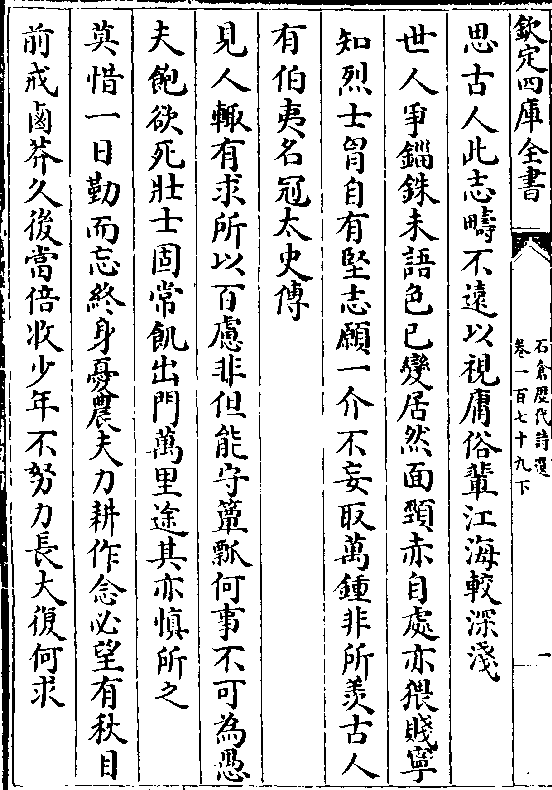 欽定四庫全書
石倉歴代詩選
卷一百七十九下
一
思古人此志疇不遠以視庸俗輩江海較深淺
世人爭錙銖未語色已變居然面頸赤自處亦猥賤寧
知烈士胷自有堅志願一介不妄取萬鍾非所羨古人
有伯夷名冠太史傳
見人輙有求所以百慮非但能守簞瓢何事不可為愚
夫飽欲死壯士固常飢出門萬里途其亦慎所之
莫惜一日勤而忘終身憂農夫力耕作念必望有秋目
前戒鹵莽久後當倍收少年不努力長大復何求